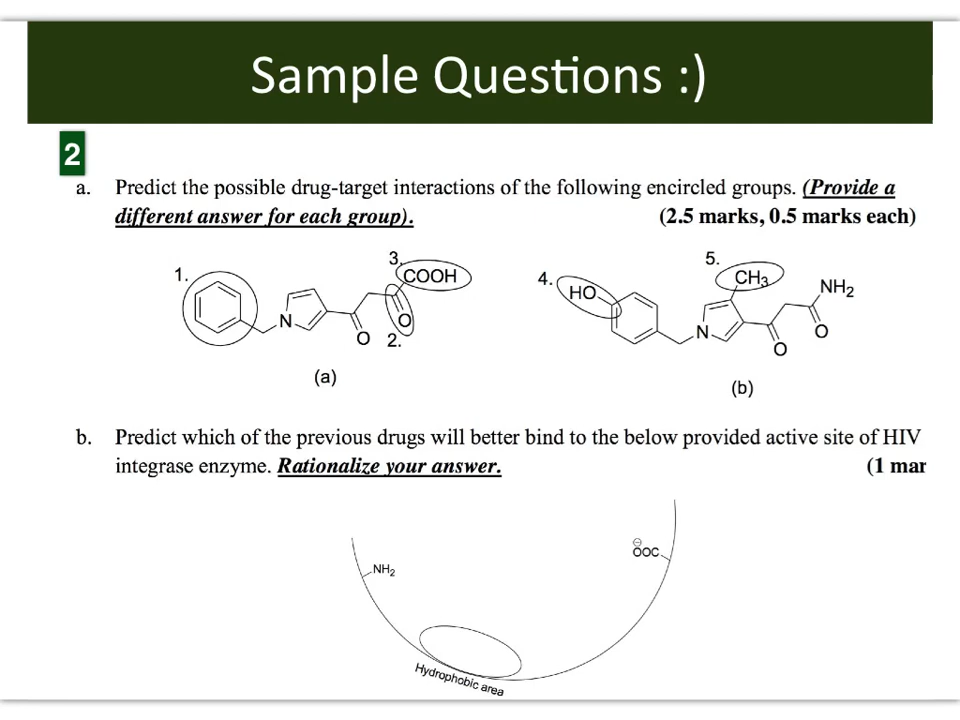 Sample Questions :)
2
a. Predict the possible drug-target interactions of the following encircled groups. (Provide a
different answer for each group). (2.5 marks, 0.5 marks each)
1.
3.
COOH
N
O
O
2.
(a)
4.
HO
5.
CH3
NH2
N
O
O
(b)
b. Predict which of the previous drugs will better bind to the below provided active site of HIV
integrase enzyme. Rationalize your answer. (1 mar
NH2
⊖
OOC
Hydrophobic area